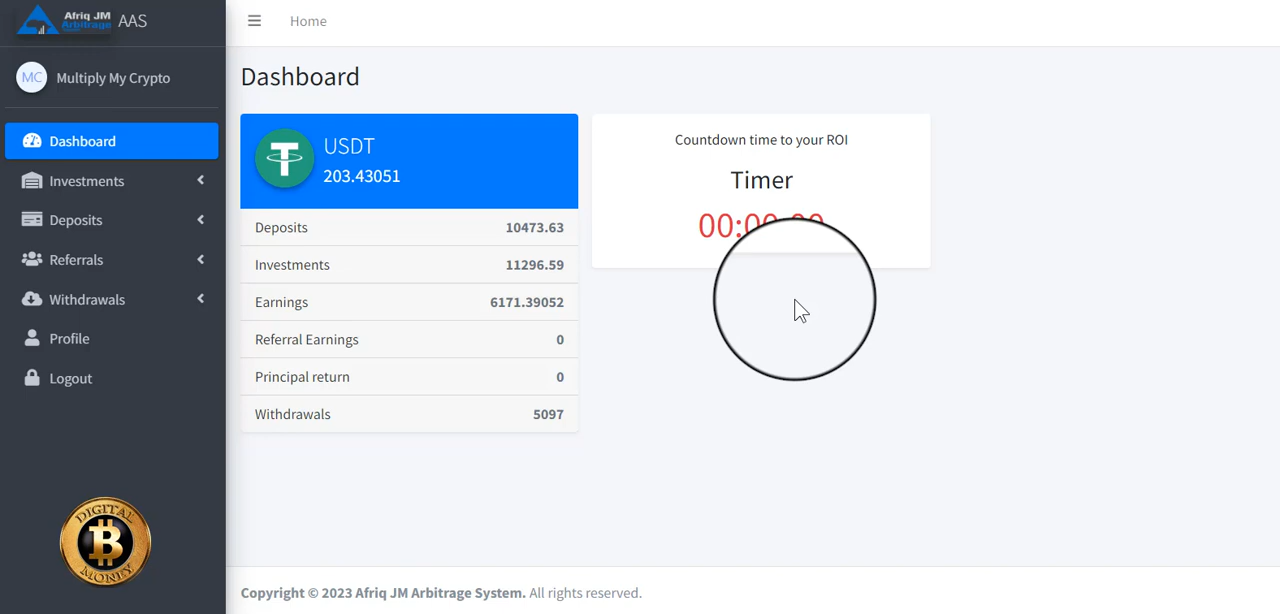 Afriq JM
Arbitrage
AAS
Home
MC
Multiply My Crypto
Dashboard
Dashboard
Investments
Deposits
Referrals
Withdrawals
Profile
Logout
USDT
203.43051
Deposits 10473.63
Investments 11296.59
Earnings 6171.39052
Referral Earnings 0
Principal return 0
Withdrawals 5097
Countdown time to your ROI
Timer
DIGITAL
MONEY
Copyright © 2023 Afriq JM Arbitrage System. All rights reserved.